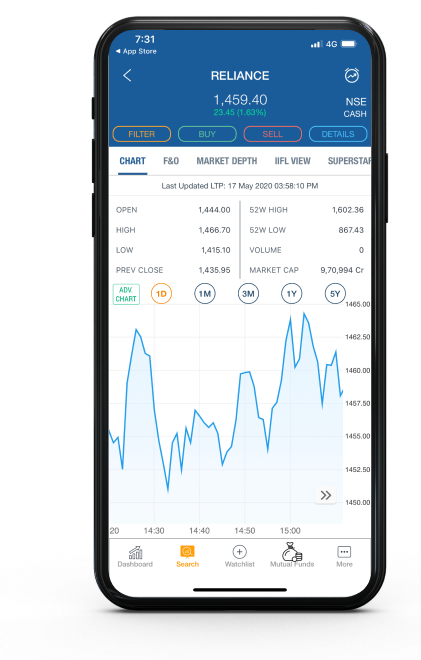 7:31
4G
App Store
RELIANCE
1,459.40
23.45 (1.63%)
NSE
CASH
FILTER BUY SELL DETAILS
CHART F&O MARKET DEPTH IIFL VIEW SUPERSTAR
Last Updated LTP: 17 May 2020 03:58:10 PM
OPEN 1,444.00 52W HIGH 1,602.36
HIGH 1,466.70 52W LOW 867.43
LOW 1,415.10 VOLUME 0
PREV CLOSE 1,435.95 MARKET CAP 9,70,994 Cr
ADV. CHART 1D 1M 3M 1Y 5Y
1465.00
1462.50
1460.00
1457.50
1455.00
1452.50
1450.00
20 14:30 14:40 14:50 15:00
Dashboard Search Watchlist Mutual Funds More